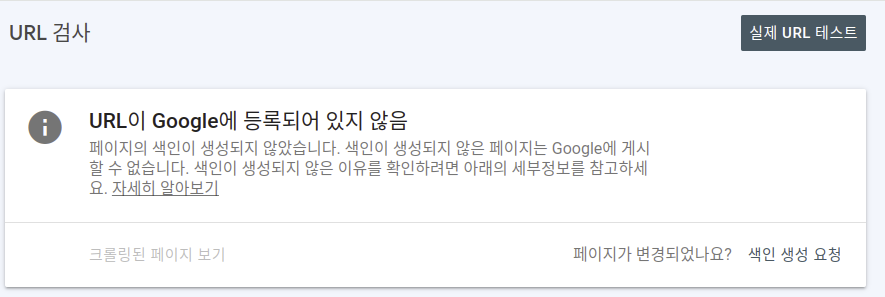 URL 검사
실제 URL 테스트
URL이 Google에 등록되어 있지 않음
페이지의 색인이 생성되지 않았습니다. 색인이 생성되지 않은 페이지는 Google에 게시
할 수 없습니다. 색인이 생성되지 않은 이유를 확인하려면 아래의 세부정보를 참고하세
요. 자세히 알아보기
크롤링된 페이지 보기
페이지가 변경되었나요?
색인 생성 요청